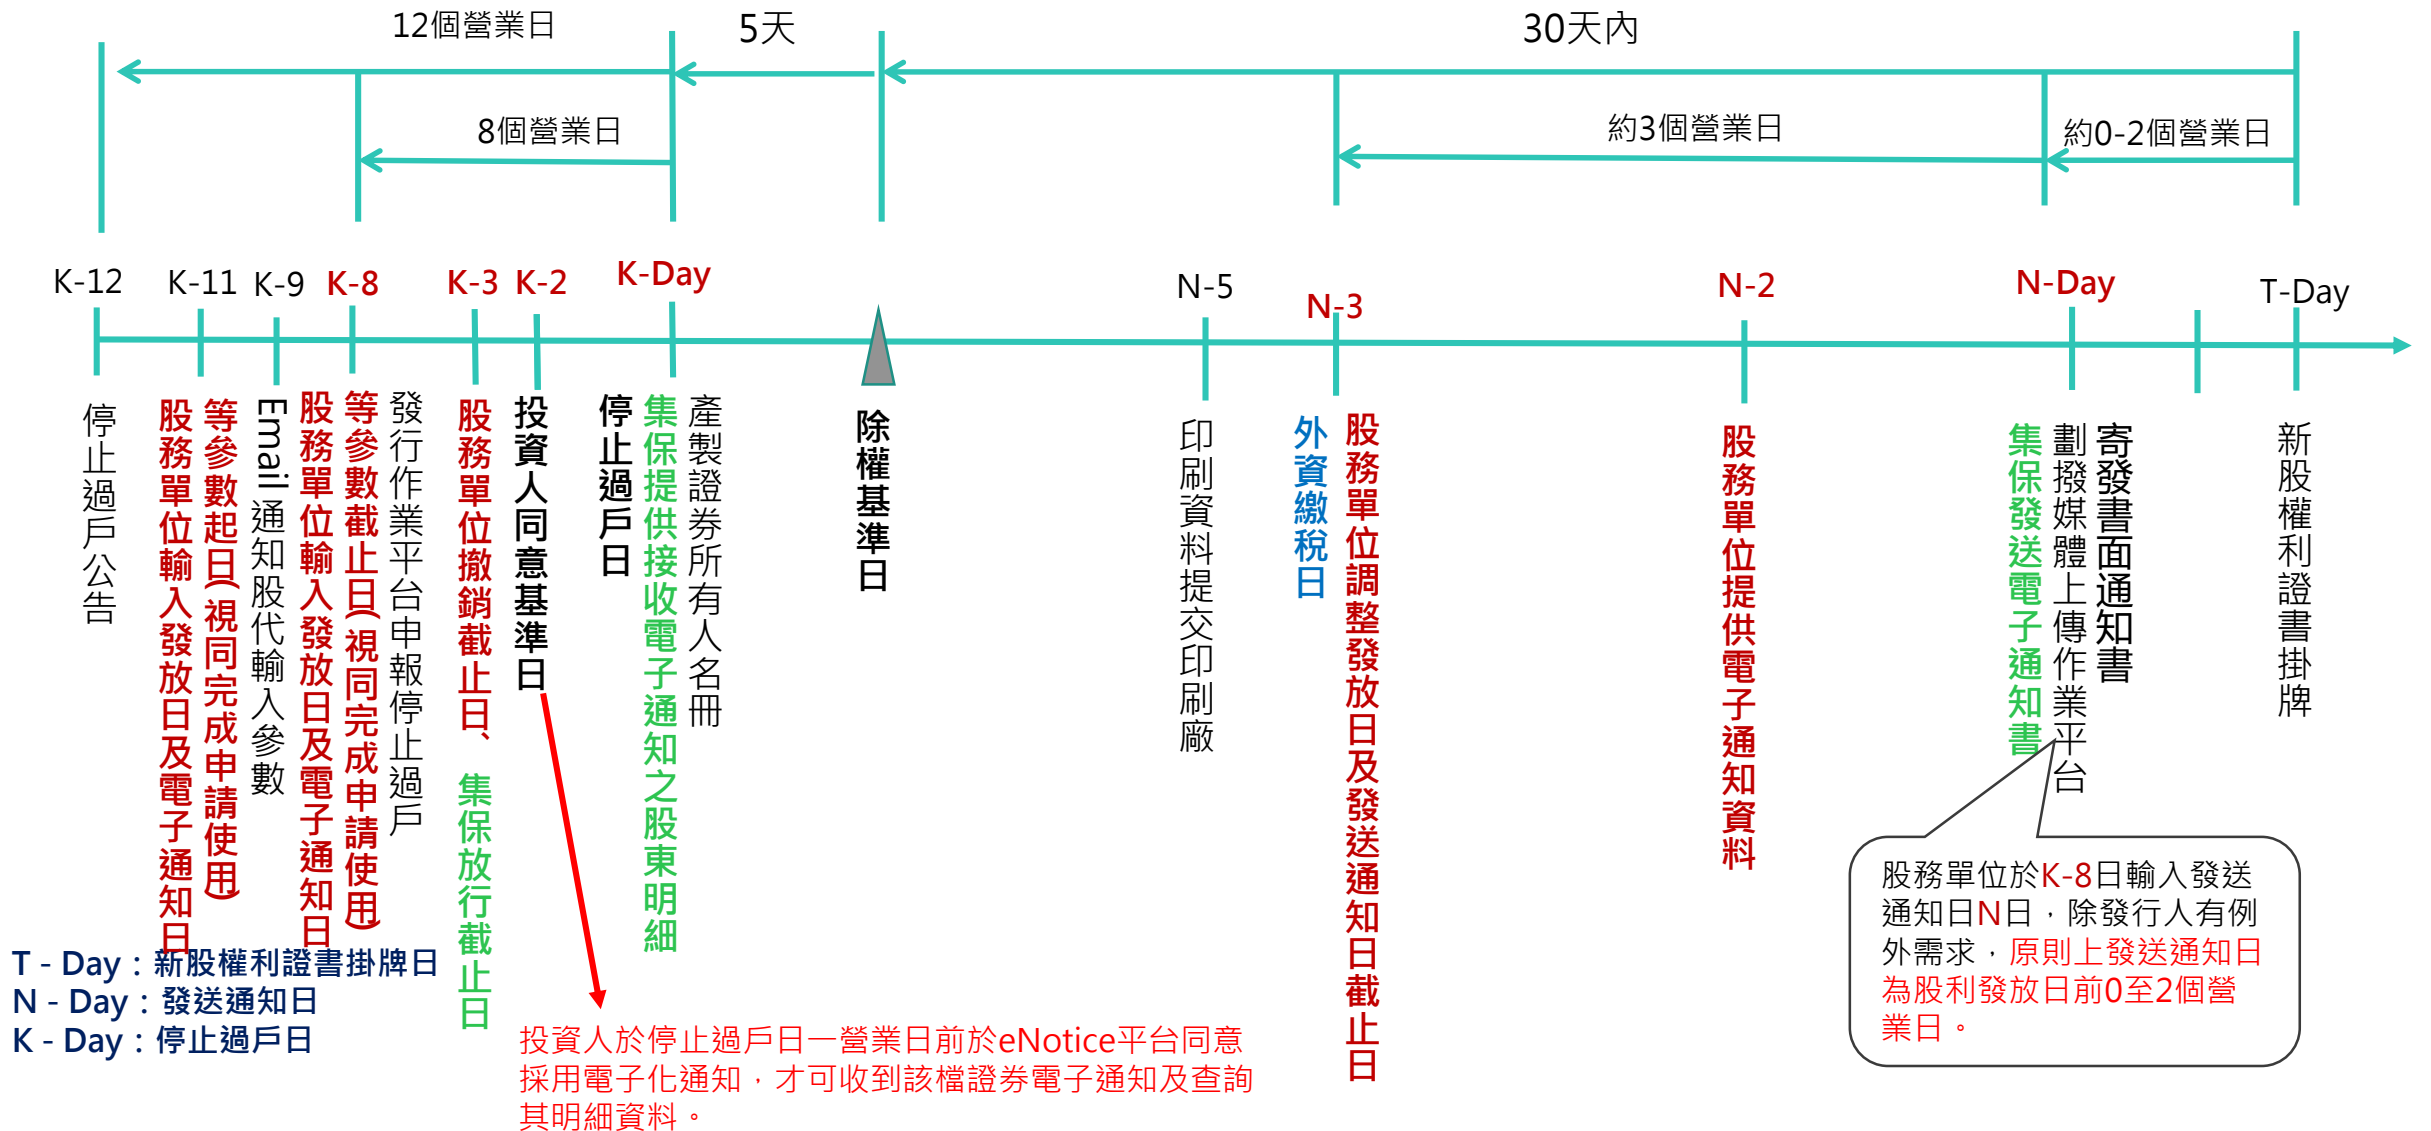 12個營業日
5天
30天內
8個營業日
約3個營業日
約0-2個營業日
K-12
K-11
K-9
K-8
K-3
K-2
K-Day
N-5
N-3
N-2
N-Day
T-Day
停止過戶公告
股務單位輸入發放日及電子通知日
等參數起日(視同完成申請使用)
Email 通知股代輸入參數
股務單位輸入發放日及電子通知日
等參數截止日(視同完成申請使用)
發行作業平台申報停止過戶
股務單位撤銷截止日、集保放行截止日
投資人同意基準日
停止過戶日
集保提供接收電子通知之股東明細
產製證券所有人名冊
除權基準日
印刷資料提交印刷廠
外資繳稅日
股務單位調整發放日及發送通知日截止日
股務單位提供電子通知資料
集保發送電子通知書
劃撥媒體上傳作業平台
寄發書面通知書
新股權利證書掛牌
股務單位於K-8日輸入發送
通知日N日，除發行人有例
外需求，原則上發送通知日
為股利發放日前0至2個營
業日。
T - Day：新股權利證書掛牌日
N - Day：發送通知日
K - Day：停止過戶日
投資人於停止過戶日一營業日前於eNotice平台同意
採用電子化通知，才可收到該檔證券電子通知及查詢
其明細資料。